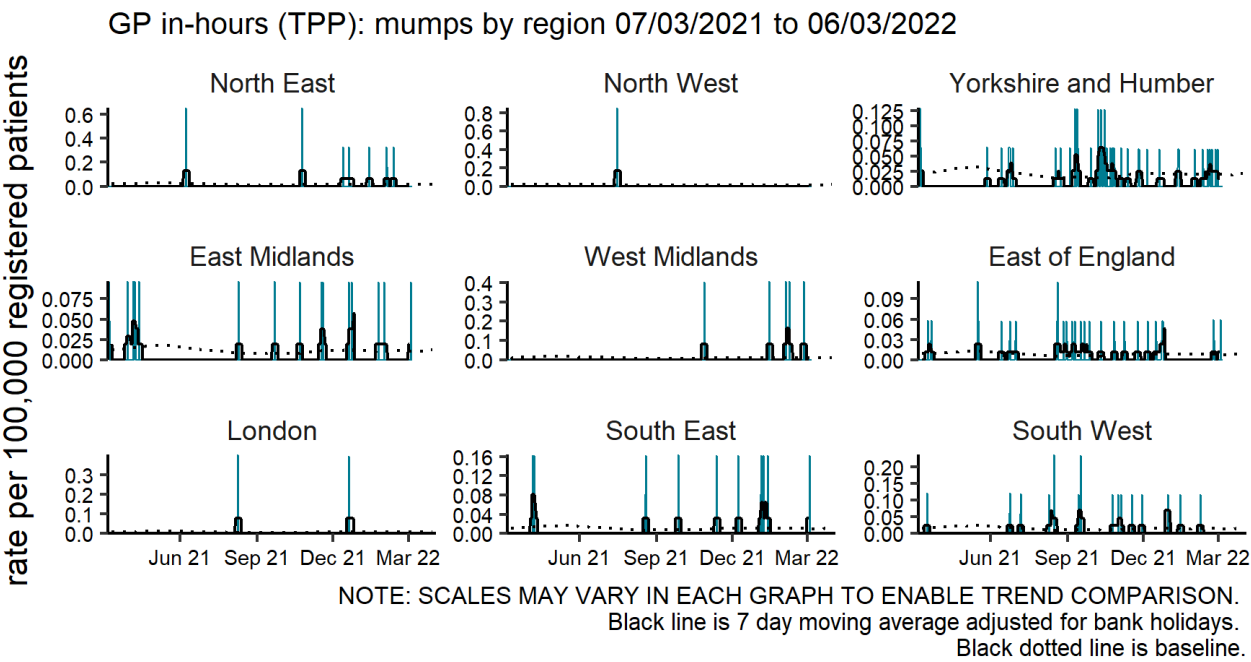 GP in-hours (TPP): mumps by region 07/03/2021 to 06/03/2022
rate per 100,000 registered patients
North East
0.6
0.4
0.2
0.0
North West
0.8
0.6
0.4
0.2
0.0
Yorkshire and Humber
0.125
0.100
0.075
0.050
0.025
0.000
East Midlands
0.075
0.050
0.025
0.000
West Midlands
0.4
0.3
0.2
0.1
0.0
East of England
0.09
0.06
0.03
0.00
London
0.3
0.2
0.1
0.0
Jun 21 Sep 21 Dec 21 Mar 22
South East
0.16
0.12
0.08
0.04
0.00
Jun 21 Sep 21 Dec 21 Mar 22
South West
0.20
0.15
0.10
0.05
0.00
Jun 21 Sep 21 Dec 21 Mar 22
NOTE: SCALES MAY VARY IN EACH GRAPH TO ENABLE TREND COMPARISON.
Black line is 7 day moving average adjusted for bank holidays.
Black dotted line is baseline.